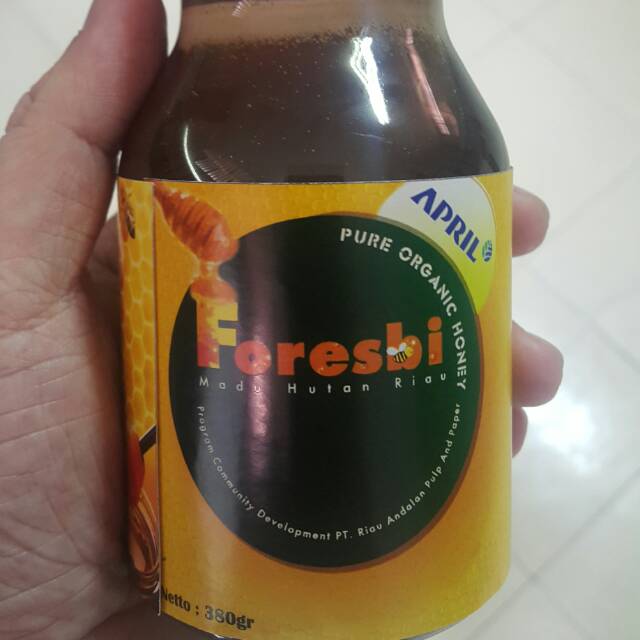 APRIL
PURE ORGANIC HONEY
Foresbi
Madu Hutan Riau
Program Community Development PT. Riau Andalan Pulp And Paper
Netto : 380gr